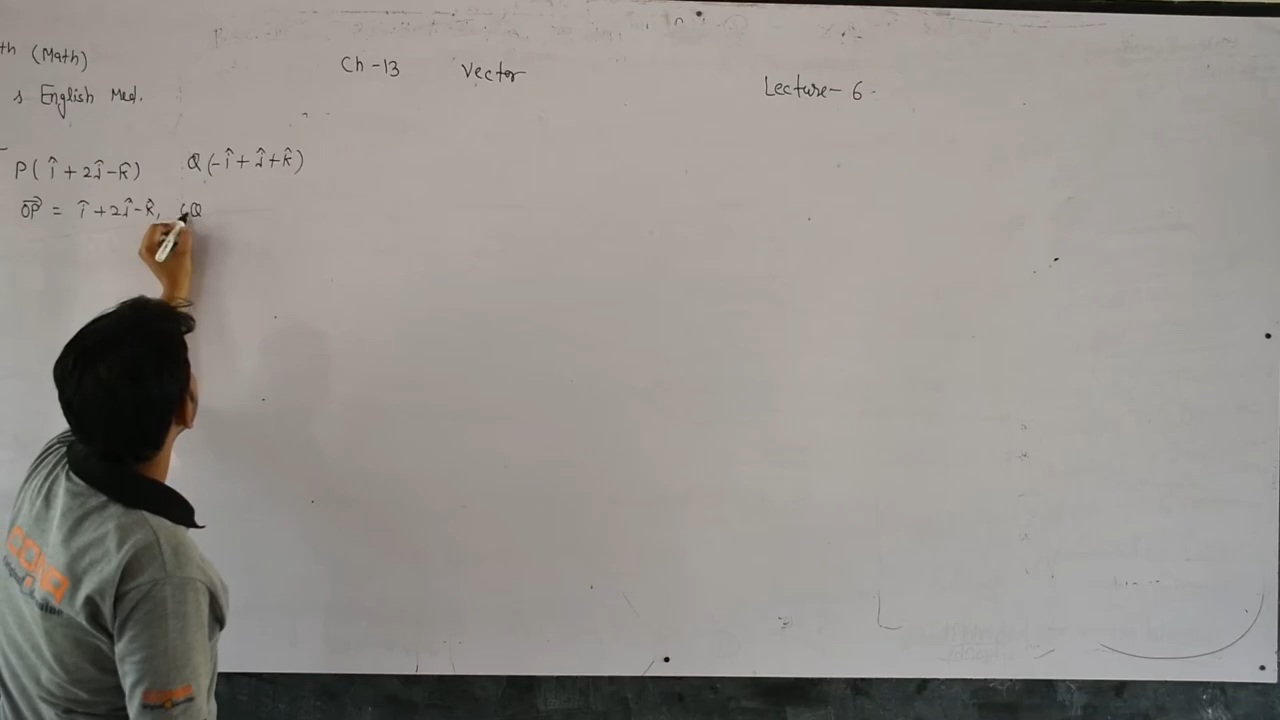 th (Math)
s English Med.
Ch-13 Vector
Lecture-6
P(î+2ĵ-k̂) Q(-î+ĵ+k̂)
OP⃗ = î+2ĵ-k̂, OQ